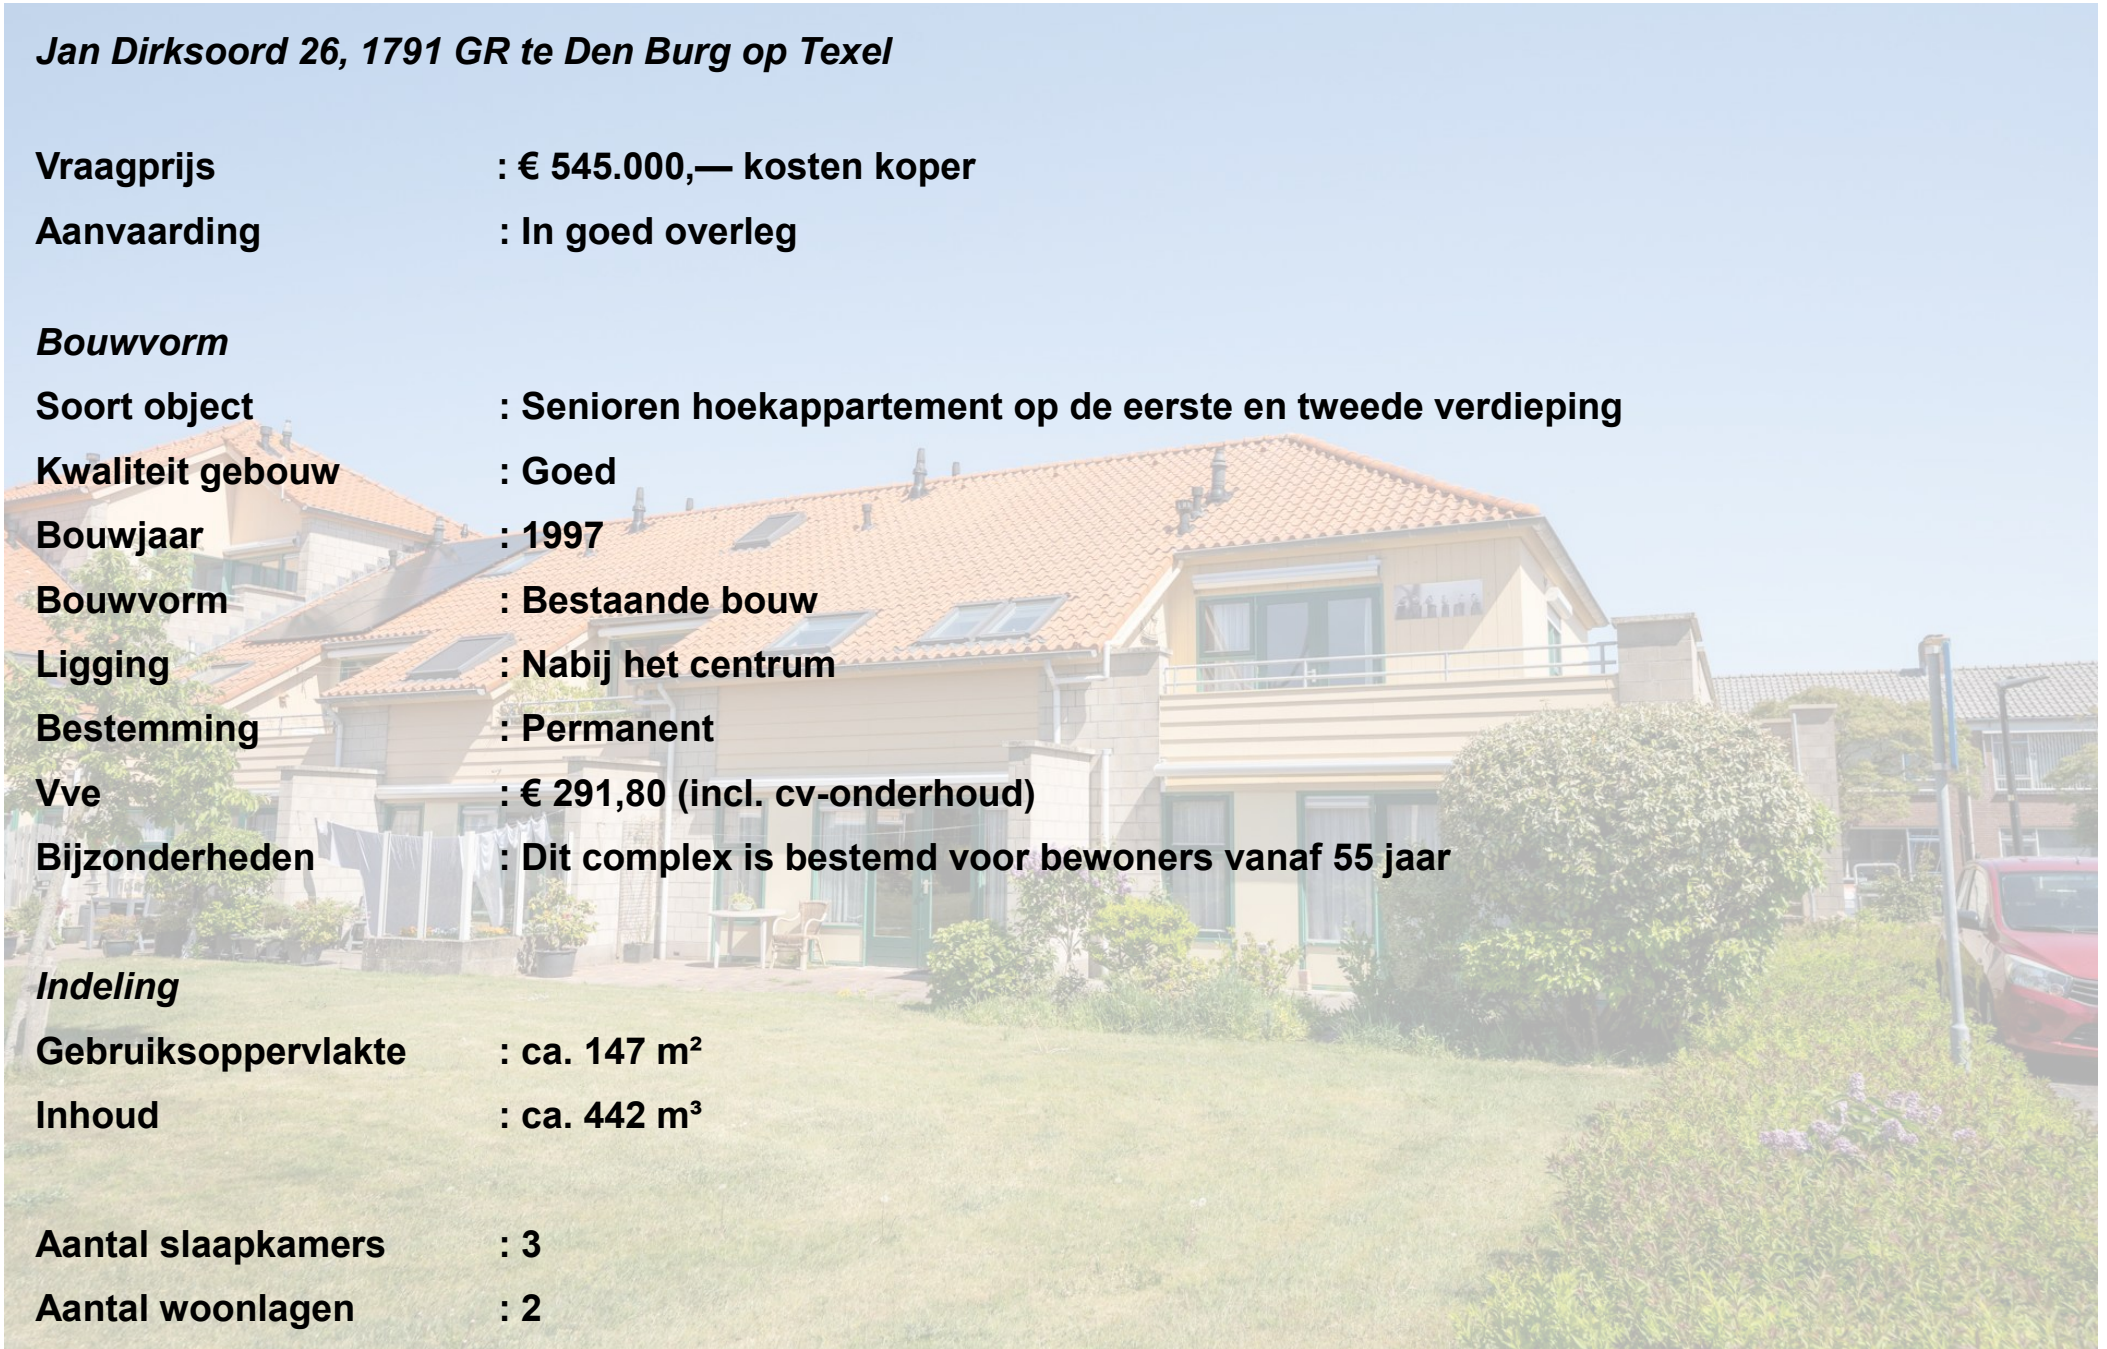 Jan Dirksoord 26, 1791 GR te Den Burg op Texel
Vraagprijs : € 545.000,— kosten koper
Aanvaarding : In goed overleg
Bouwvorm
Soort object : Senioren hoekappartement op de eerste en tweede verdieping
Kwaliteit gebouw : Goed
Bouwjaar : 1997
Bouwvorm : Bestaande bouw
Ligging : Nabij het centrum
Bestemming : Permanent
Vve : € 291,80 (incl. cv-onderhoud)
Bijzonderheden : Dit complex is bestemd voor bewoners vanaf 55 jaar
Indeling
Gebruiksoppervlakte : ca. 147 m²
Inhoud : ca. 442 m³
Aantal slaapkamers : 3
Aantal woonlagen : 2